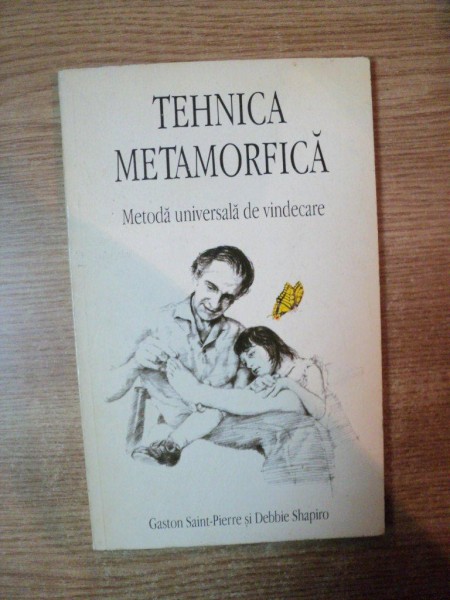 TEHNICA
METAMORFICĂ
Metodă universală de vindecare
Gaston Saint-Pierre și Debbie Shapiro